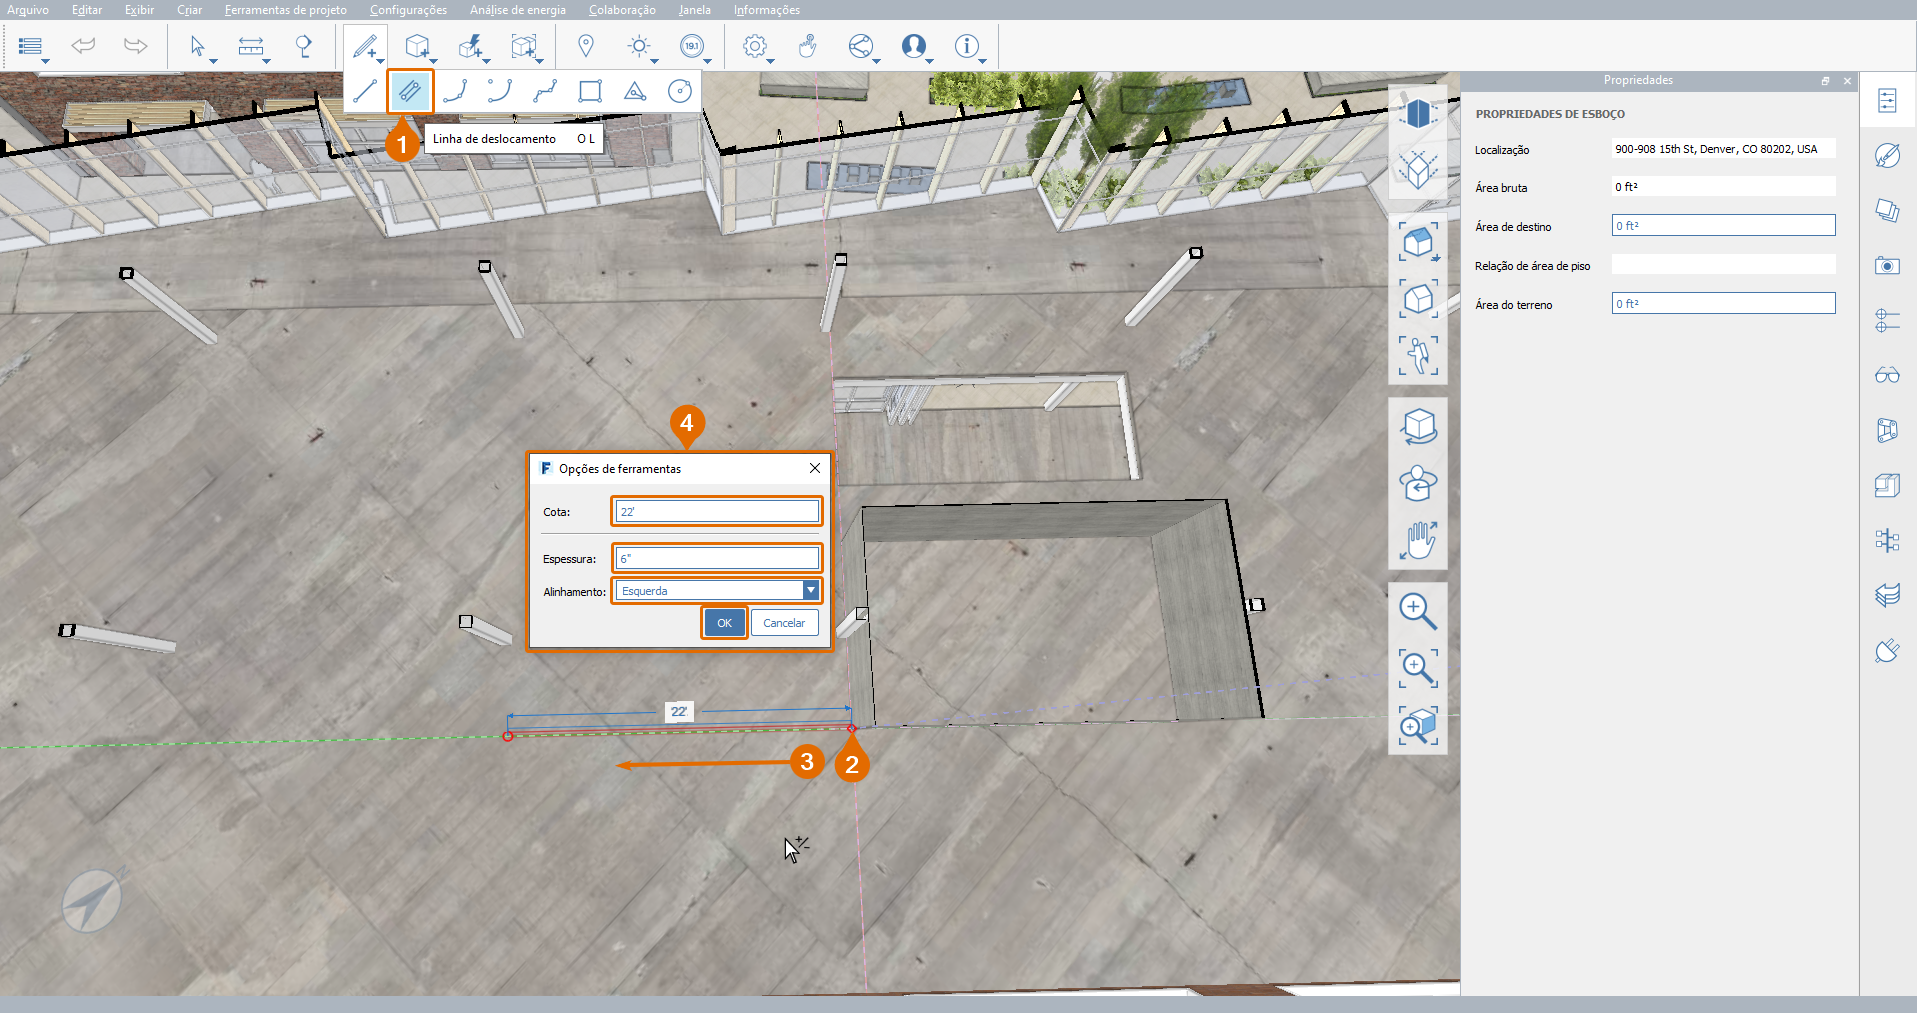 Arquivo Editar Exibir Criar Ferramentas de projeto Configurações Análise de energia Colaboração Janela Informações
19.1
1
Linha de deslocamento O L
Propriedades
PROPRIEDADES DE ESBOÇO
Localização 900-908 15th St, Denver, CO 80202, USA
Área bruta 0 ft²
Área de destino 0 ft²
Relação de área de piso
Área do terreno 0 ft²
4
F Opções de ferramentas
Cota: 22'
Espessura: 6"
Alinhamento: Esquerda
OK Cancelar
22'
3 2